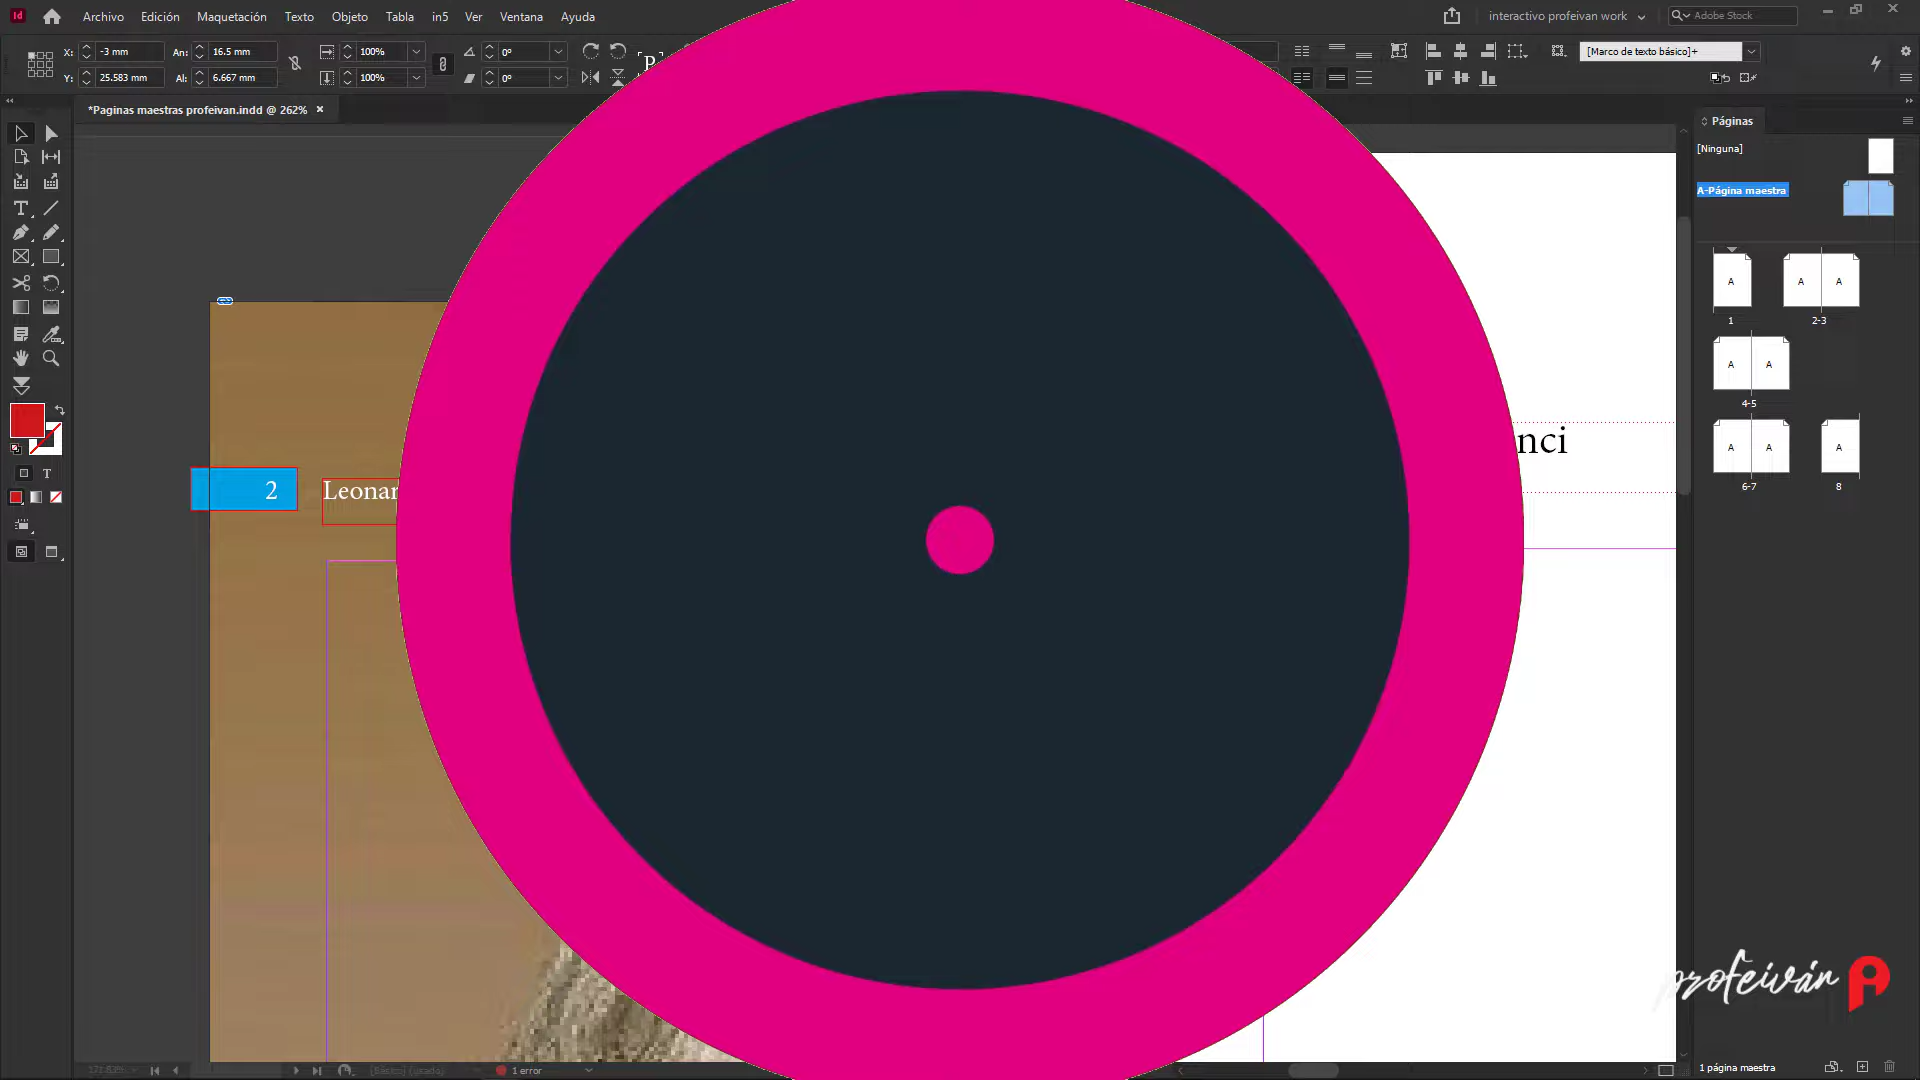 Archivo Edición Maquetación Texto Objeto Tabla in5 Ver Ventana Ayuda interactivo profeivan work Adobe Stock
X: -3 mm An: 16.5 mm 100% 0° [Marco de texto básico]+
Y: 25.583 mm Al: 6.667 mm 100% 0°
*Paginas maestras profeivan.indd @ 262%
Páginas
[Ninguna]
A-Página maestra
A A A
1 2-3
A A
4-5
A A A
6-7 8
nci
2 Leonar
profeiván
[Básico] (usado) 1 error 1 página maestra